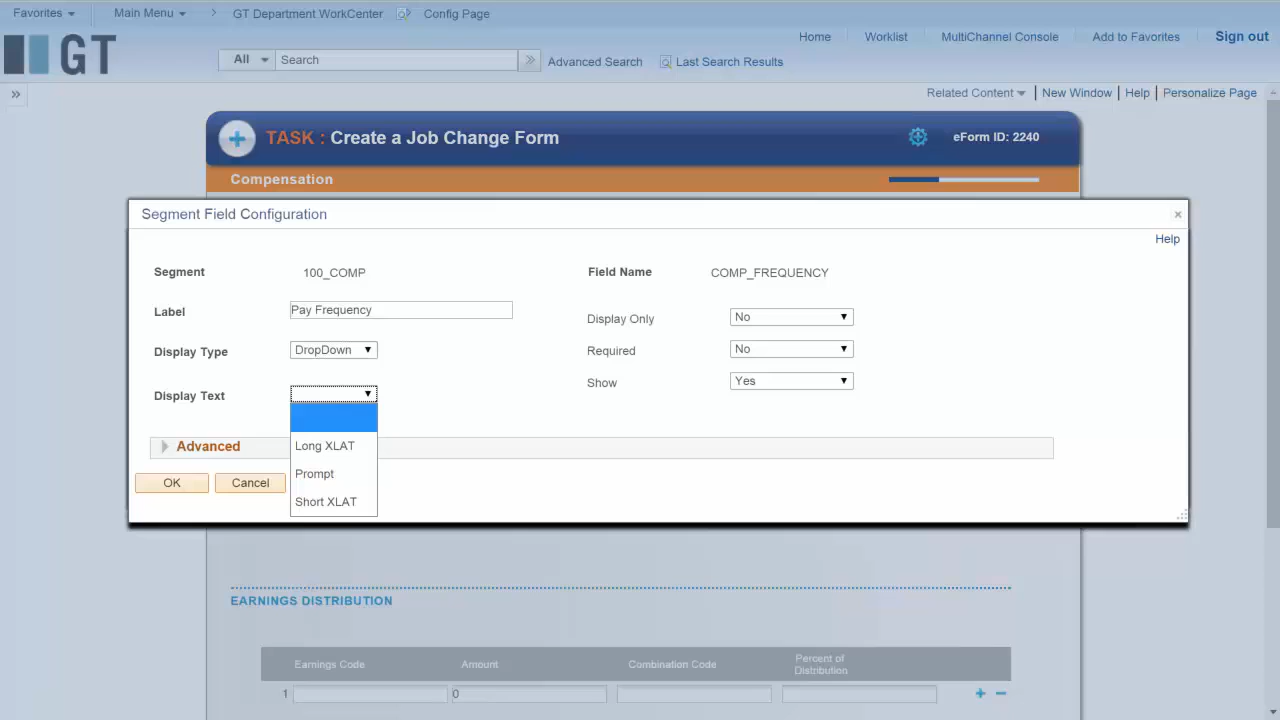 Favorites
Main Menu
GT Department WorkCenter
Config Page
GT
Home
Worklist
MultiChannel Console
Add to Favorites
Sign out
All
Search
Advanced Search
Last Search Results
Related Content
New Window
Help
Personalize Page
TASK : Create a Job Change Form
eForm ID: 2240
Compensation
Segment Field Configuration
Help
Segment 100_COMP
Field Name COMP_FREQUENCY
Label Pay Frequency
Display Only No
Display Type DropDown
Required No
Display Text
Show Yes
Long XLAT
Prompt
Short XLAT
Advanced
OK
Cancel
EARNINGS DISTRIBUTION
Earnings Code
Amount
Combination Code
Percent of
Distribution
1
0